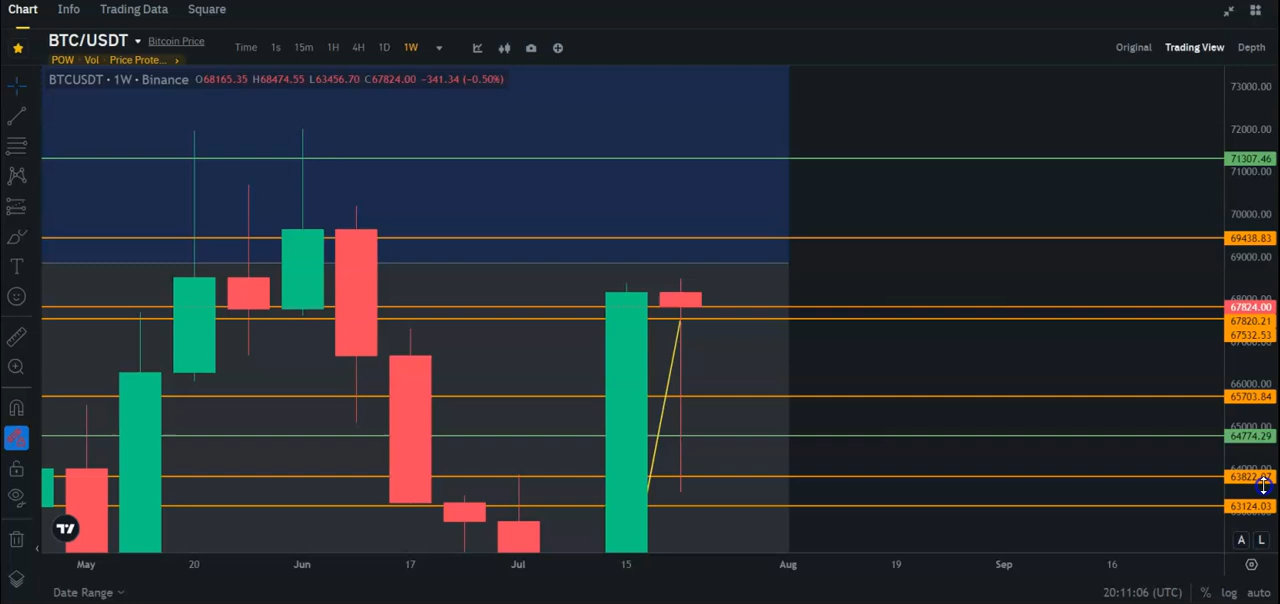 Chart Info Trading Data Square
BTC/USDT Bitcoin Price Time 1s 15m 1H 4H 1D 1W Original Trading View Depth
POW Vol Price Prote...
BTCUSDT · 1W · Binance O68165.35 H68474.55 L63456.70 C67824.00 −341.34 (−0.50%)
73000.00
72000.00
71307.46
71000.00
70000.00
69438.83
69000.00
67824.00
67820.21
67532.53
66000.00
65703.84
64774.29
63124.03
A L
May 20 Jun 17 Jul 15 Aug 19 Sep 16
Date Range 20:11:06 (UTC) % log auto